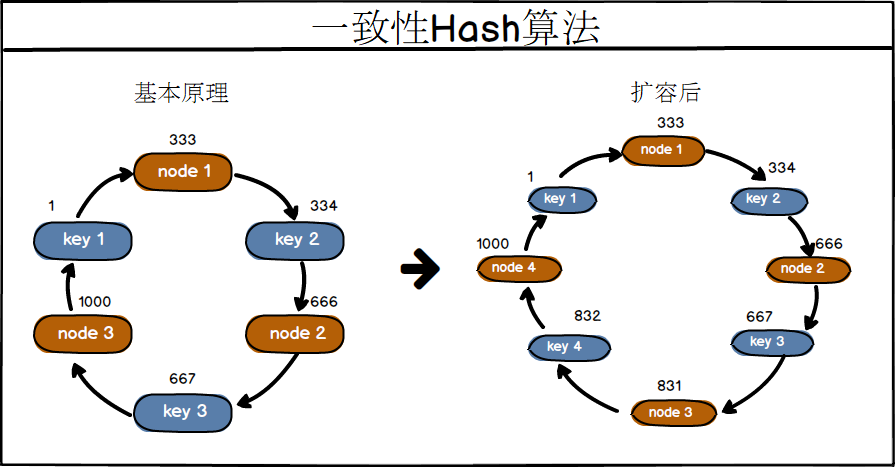 一致性Hash算法
基本原理
333
node 1
1
key 1
334
key 2
1000
node 3
666
node 2
667
key 3
扩容后
333
node 1
1
key 1
334
key 2
1000
node 4
666
node 2
832
key 4
667
key 3
831
node 3